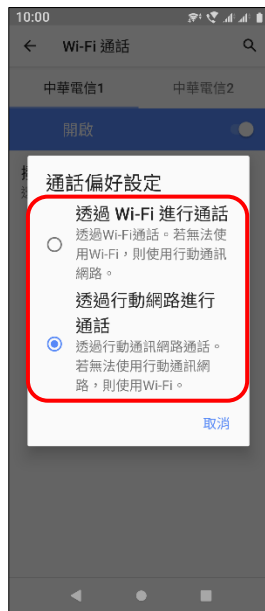 10:00
Wi-Fi 通話
中華電信1
中華電信2
開啟
通話偏好設定
透過 Wi-Fi 進行通話
透過Wi-Fi通話。若無法使
用Wi-Fi，則使用行動通訊
網路。
透過行動網路進行
通話
透過行動通訊網路通話。
若無法使用行動通訊網
路，則使用Wi-Fi。
取消